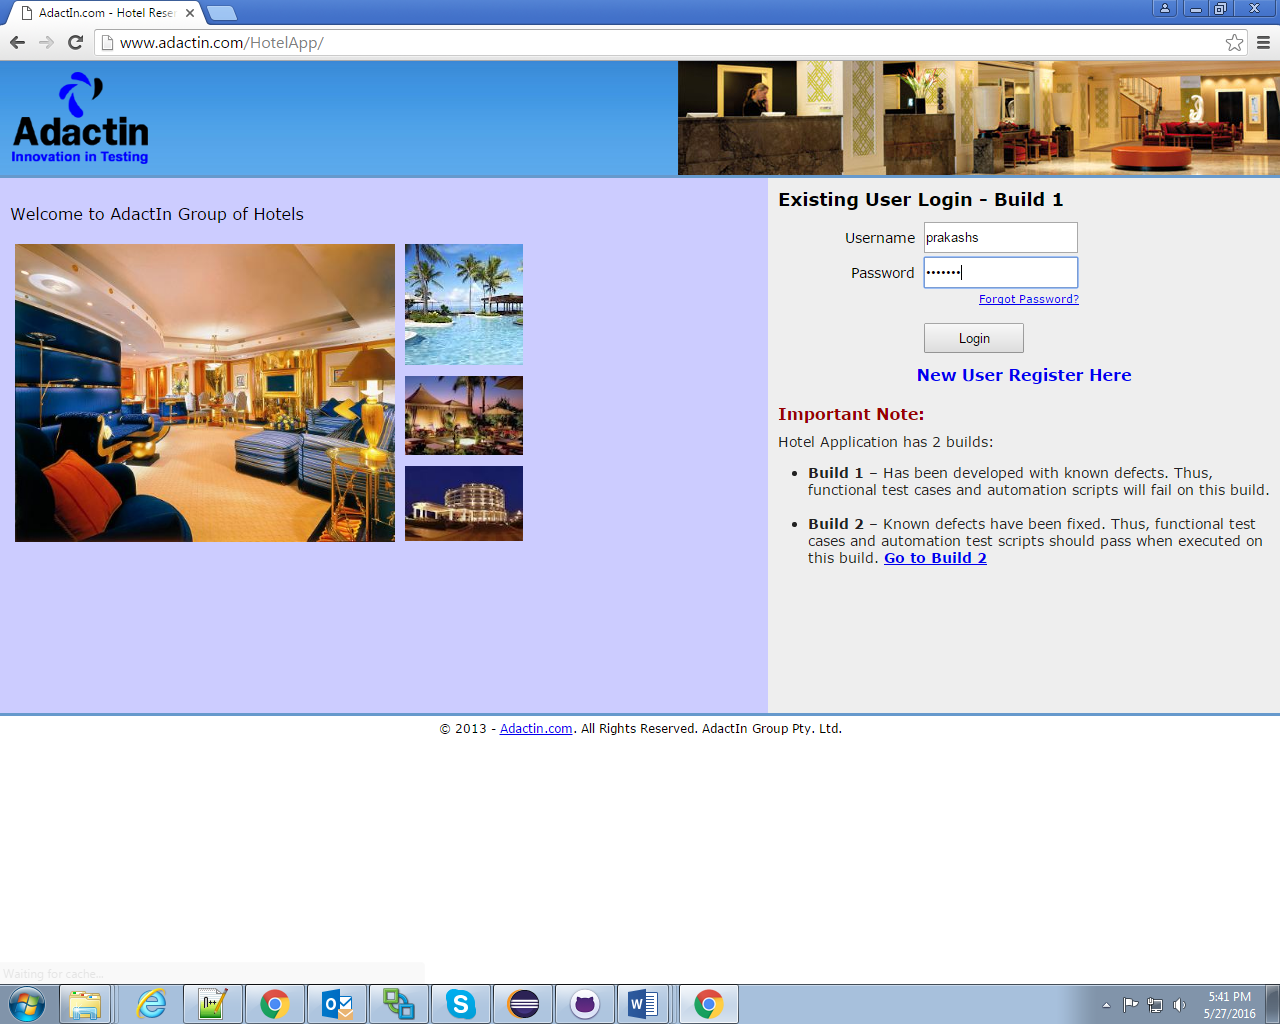 AdactIn.com - Hotel Rese
www.adactin.com/HotelApp/
Adactin
Innovation in Testing
Welcome to AdactIn Group of Hotels
Existing User Login - Build 1
Username prakashs
Password •••••••
Forgot Password?
Login
New User Register Here
Important Note:
Hotel Application has 2 builds:
• Build 1 – Has been developed with known defects. Thus,
functional test cases and automation scripts will fail on this build.
• Build 2 – Known defects have been fixed. Thus, functional test
cases and automation test scripts should pass when executed on
this build. Go to Build 2
© 2013 - Adactin.com. All Rights Reserved. AdactIn Group Pty. Ltd.
Waiting for cache...
5:41 PM
5/27/2016